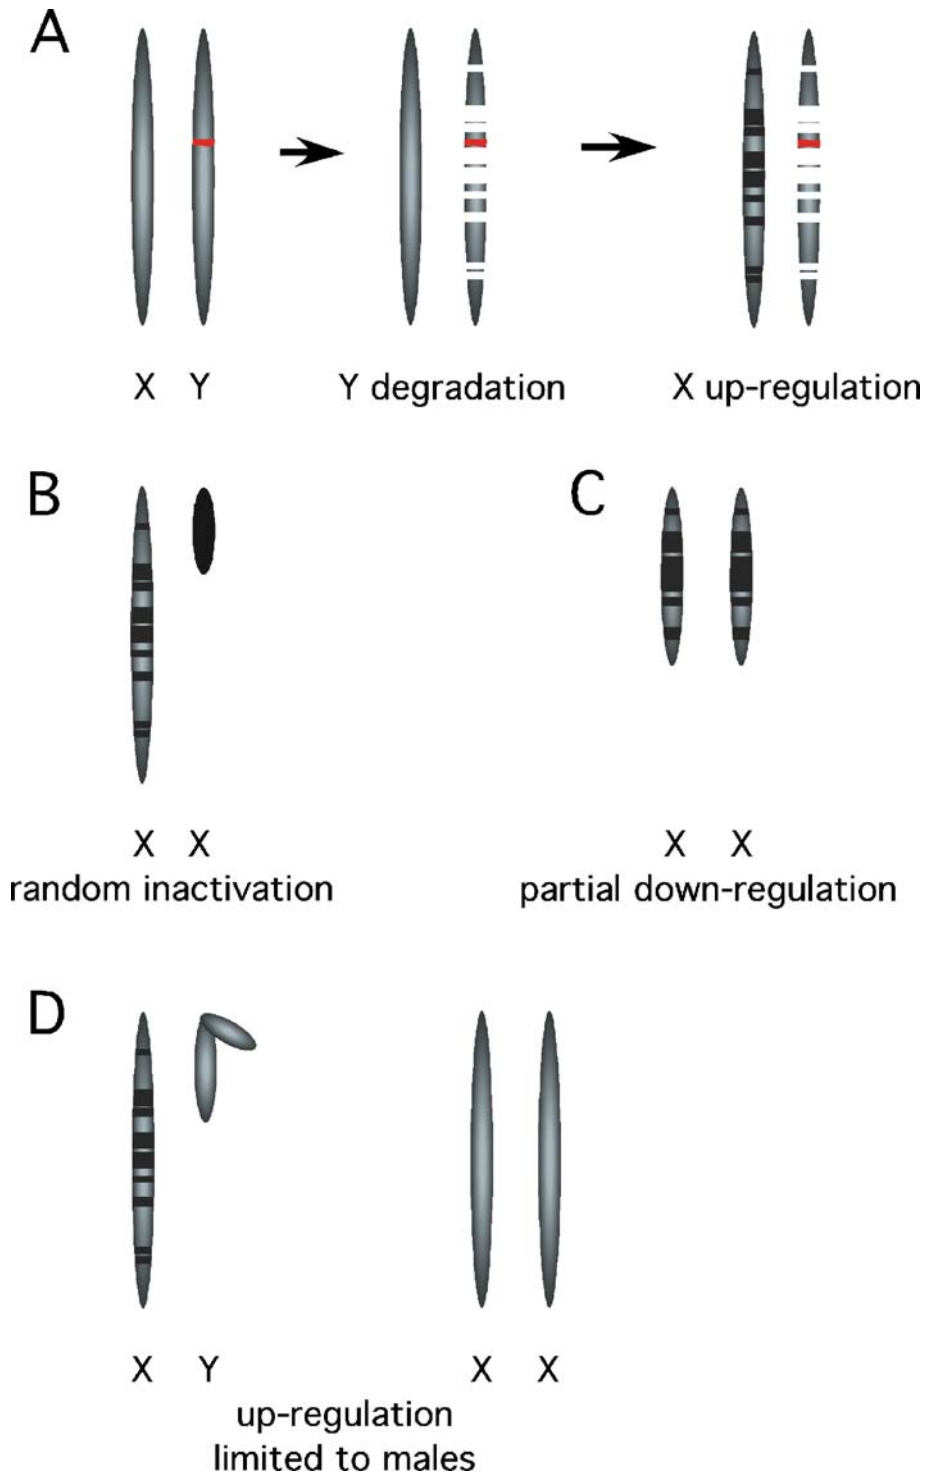 A
X Y
Y degradation
X up-regulation
B
X X
random inactivation
C
X X
partial down-regulation
D
X Y
X X
up-regulation
limited to males